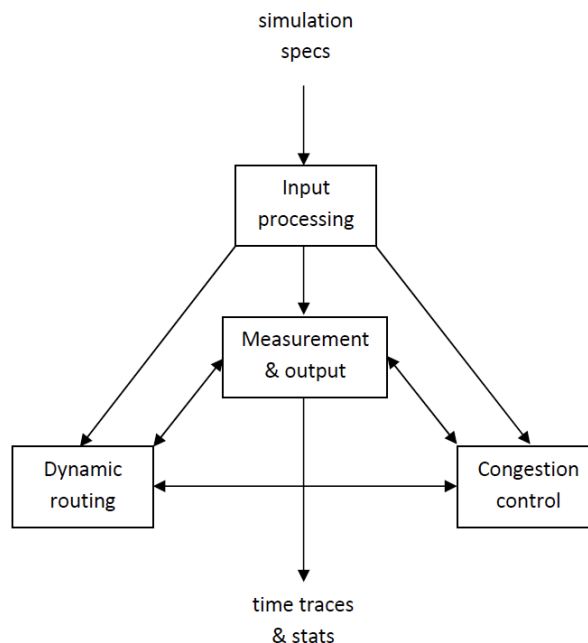 simulation
specs
Input
processing
Measurement
& output
Dynamic
routing
Congestion
control
time traces
& stats